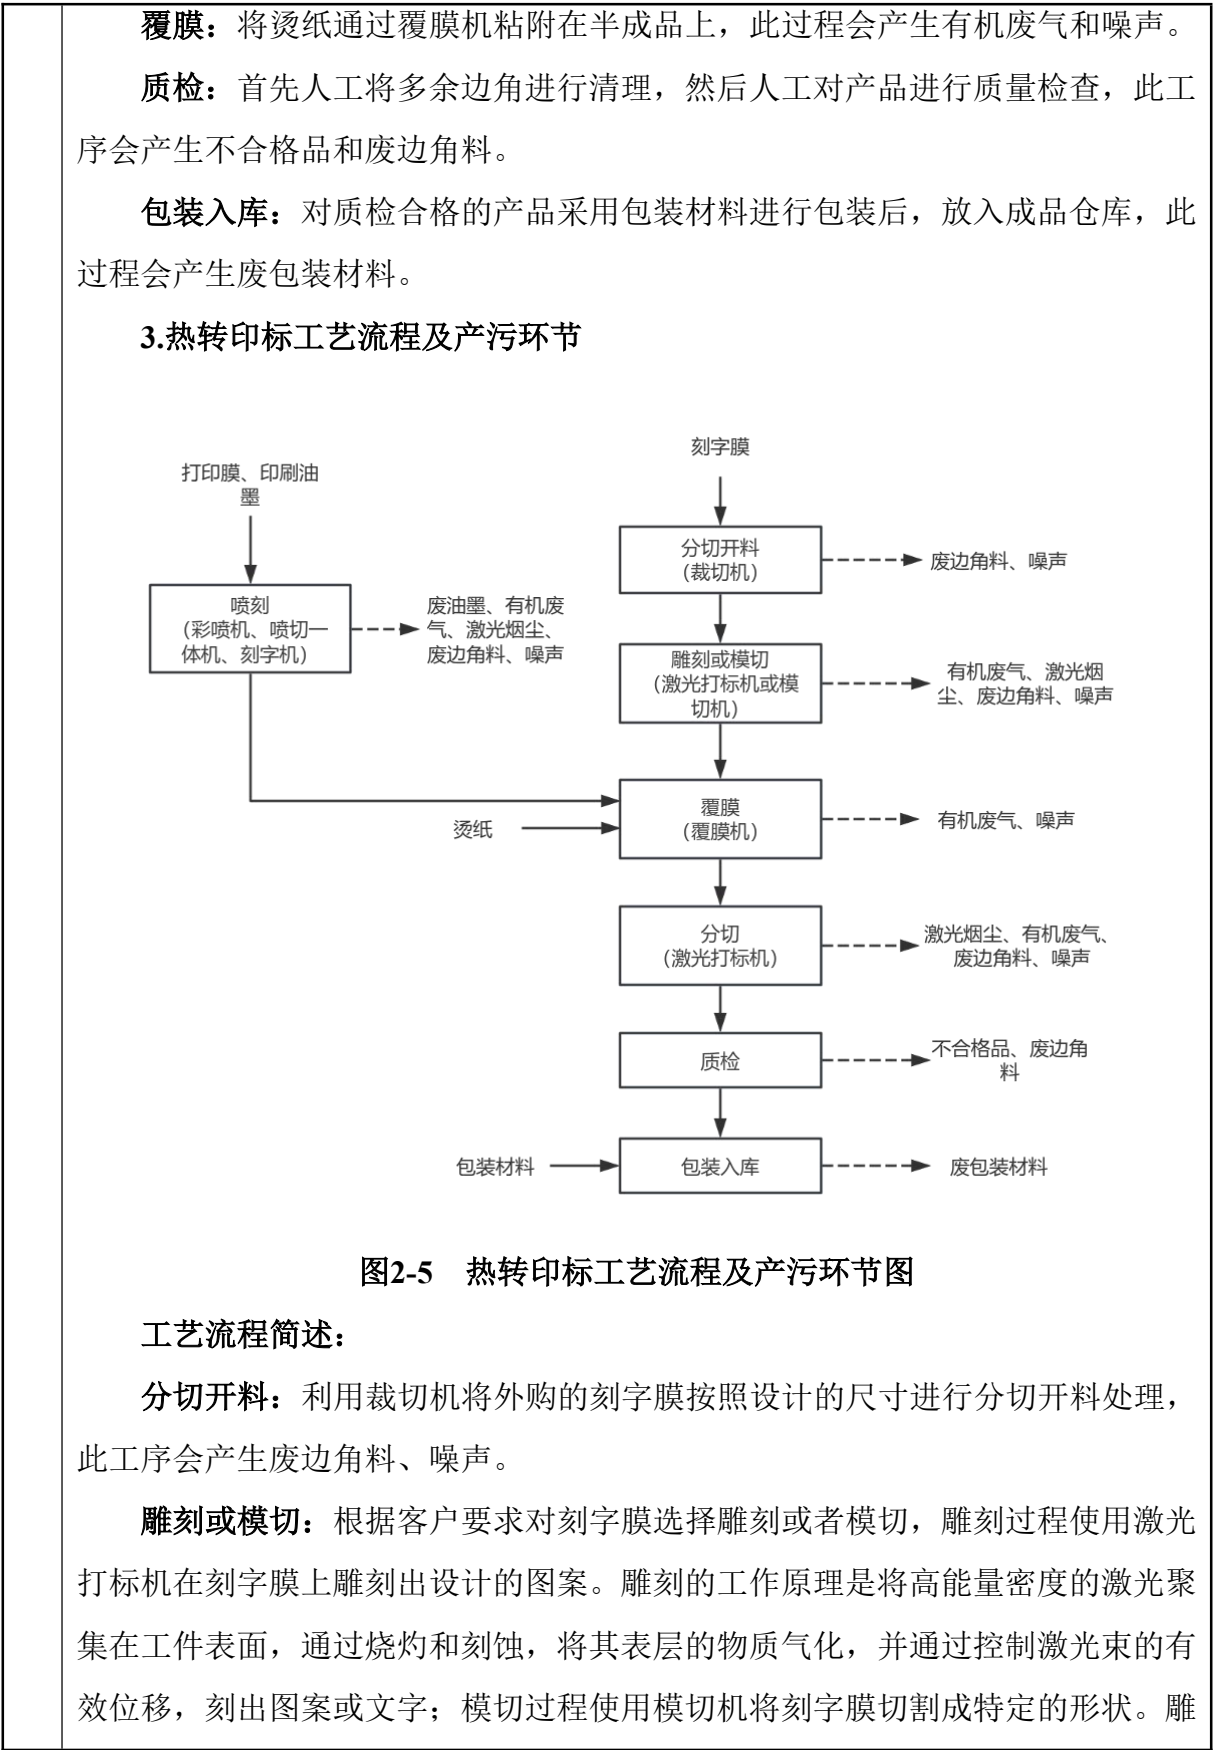 覆膜：将烫纸通过覆膜机粘附在半成品上，此过程会产生有机废气和噪声。
质检：首先人工将多余边角进行清理，然后人工对产品进行质量检查，此工
序会产生不合格品和废边角料。
包装入库：对质检合格的产品采用包装材料进行包装后，放入成品仓库，此
过程会产生废包装材料。
3.热转印标工艺流程及产污环节
刻字膜
打印膜、印刷油
墨
分切开料
（裁切机）
废边角料、噪声
喷刻
（彩喷机、喷切一
体机、刻字机）
废油墨、有机废
气、激光烟尘、
废边角料、噪声
雕刻或模切
（激光打标机或模
切机）
有机废气、激光烟
尘、废边角料、噪声
覆膜
（覆膜机）
有机废气、噪声
烫纸
分切
（激光打标机）
激光烟尘、有机废气、
废边角料、噪声
质检
不合格品、废边角
料
包装材料
包装入库
废包装材料
图2-5 热转印标工艺流程及产污环节图
工艺流程简述：
分切开料：利用裁切机将外购的刻字膜按照设计的尺寸进行分切开料处理，
此工序会产生废边角料、噪声。
雕刻或模切：根据客户要求对刻字膜选择雕刻或者模切，雕刻过程使用激光
打标机在刻字膜上雕刻出设计的图案。雕刻的工作原理是将高能量密度的激光聚
集在工件表面，通过烧灼和刻蚀，将其表层的物质气化，并通过控制激光束的有
效位移，刻出图案或文字；模切过程使用模切机将刻字膜切割成特定的形状。雕